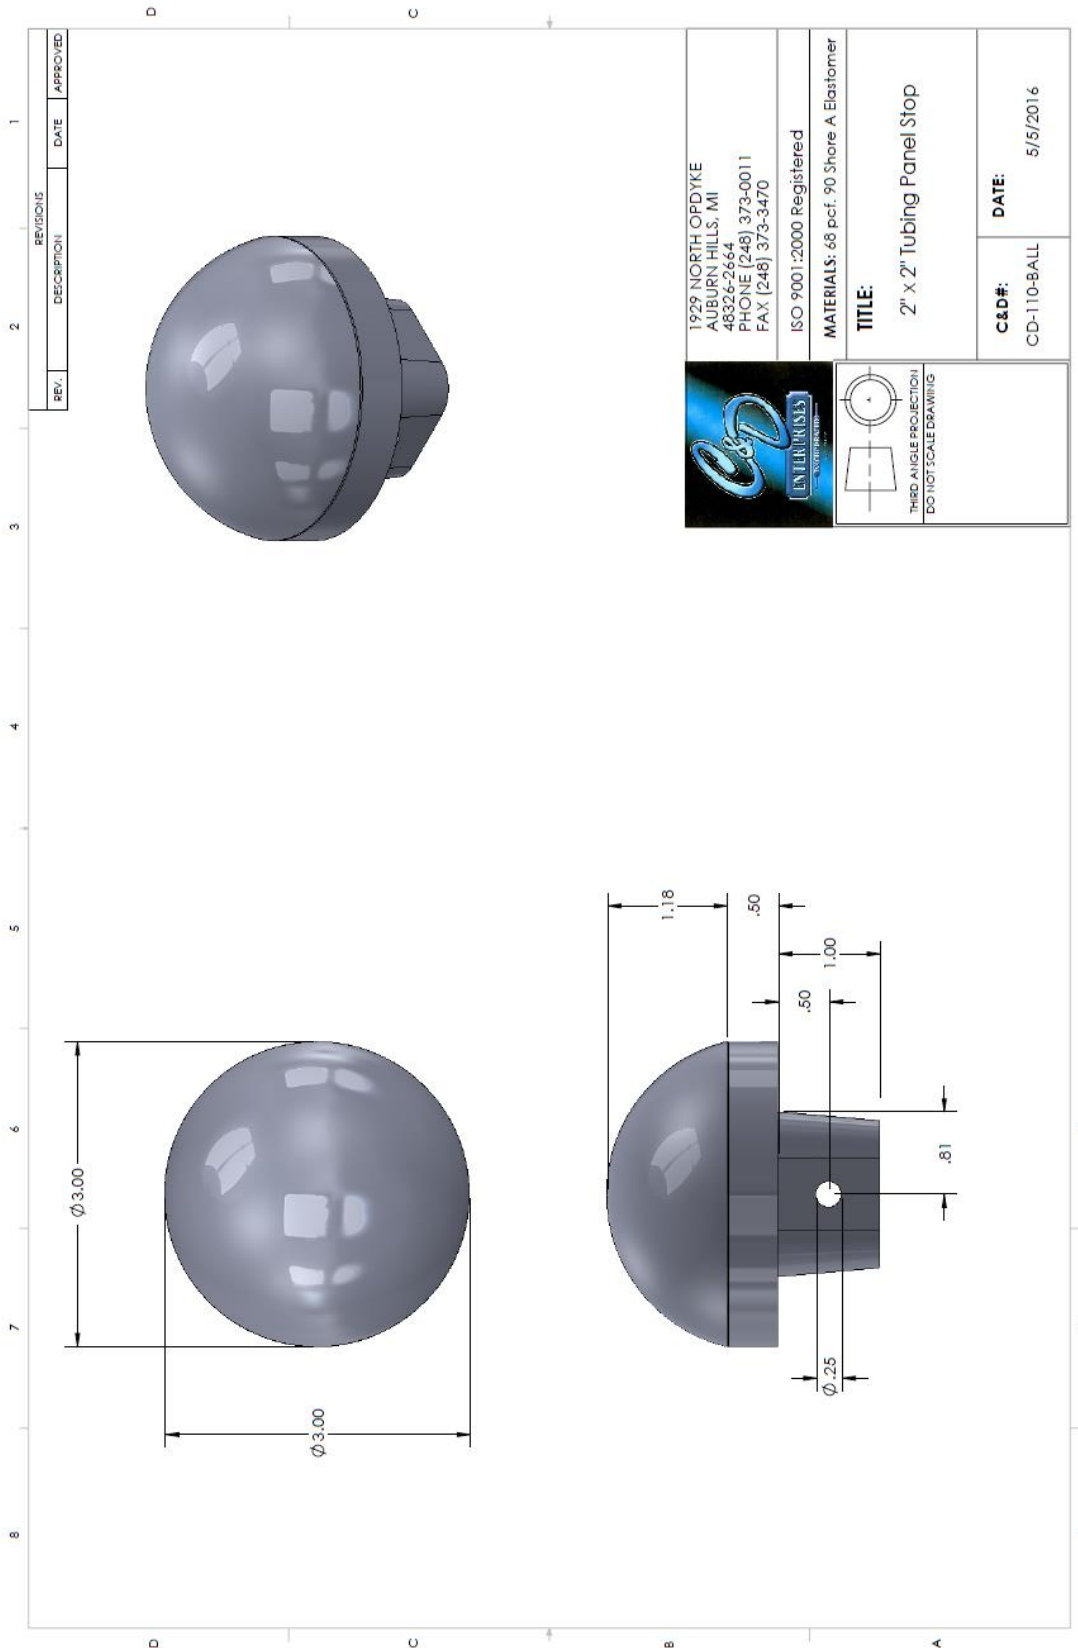 8
7
6
5
4
3
2
1
D
C
B
A
D
C
REVISIONS
REV.
DESCRIPTION
DATE
APPROVED
Ø3.00
Ø3.00
1.18
.50
.50
1.00
Ø.25
.81
C&D
ENTERPRISES
INCORPORATED
1929 NORTH OPDYKE
AUBURN HILLS, MI
48326-2664
PHONE (248) 373-0011
FAX (248) 373-3470
ISO 9001:2000 Registered
MATERIALS: 68 pcf. 90 Shore A Elastomer
THIRD ANGLE PROJECTION
DO NOT SCALE DRAWING
TITLE:
2" x 2" Tubing Panel Stop
C&D#:
CD-110-BALL
DATE:
5/5/2016